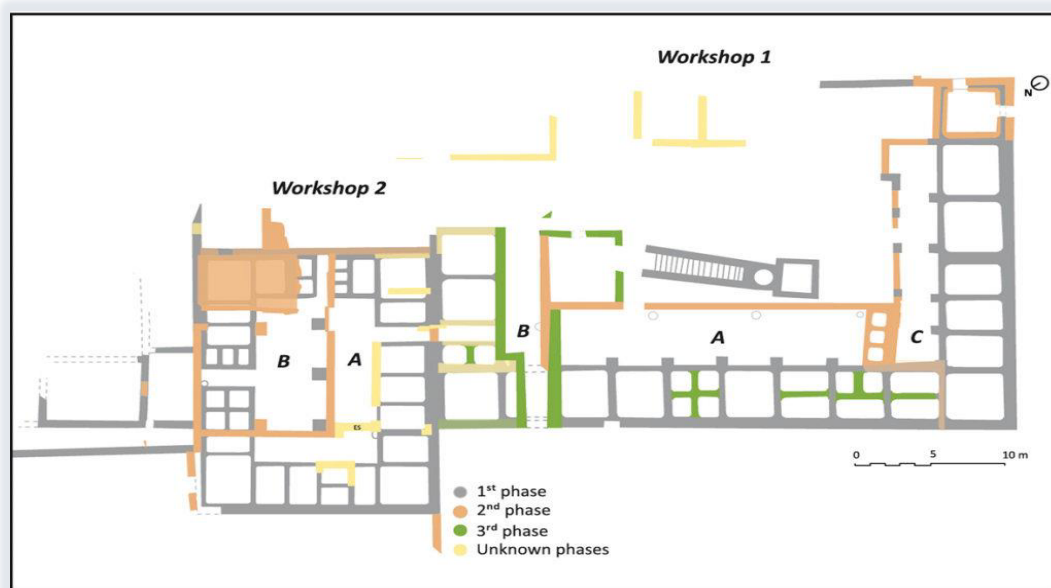 Workshop 1
N
Workshop 2
B
A
B
A
C
ES
0 5 10 m
1st phase
2nd phase
3rd phase
Unknown phases